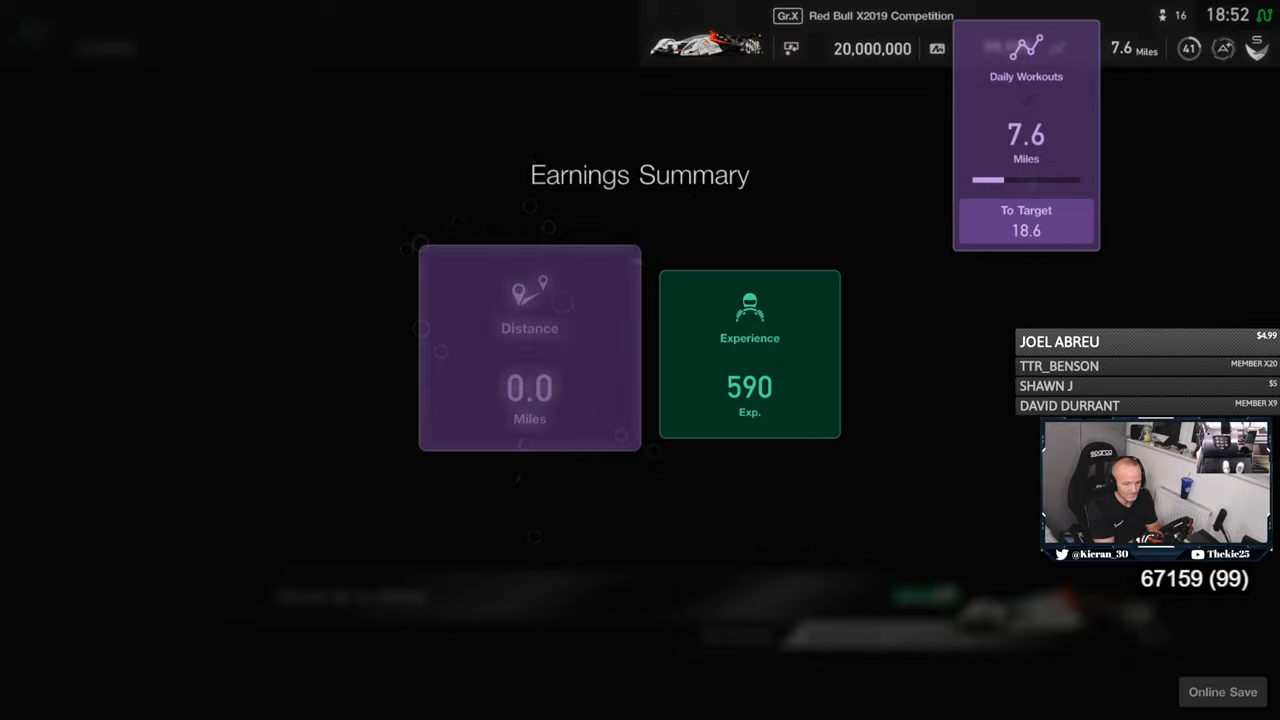 Gr.X Red Bull X2019 Competition
16
18:52
20,000,000
7.6 Miles
41
A+
S
Daily Workouts
7.6
Miles
To Target
18.6
Earnings Summary
Distance
0.0
Miles
Experience
590
Exp.
JOEL ABREU $4.99
TTR_BENSON MEMBER X20
SHAWN J $5
DAVID DURRANT MEMBER X9
sparco
@Kieran_30
Thekie25
67159 (99)
Online Save